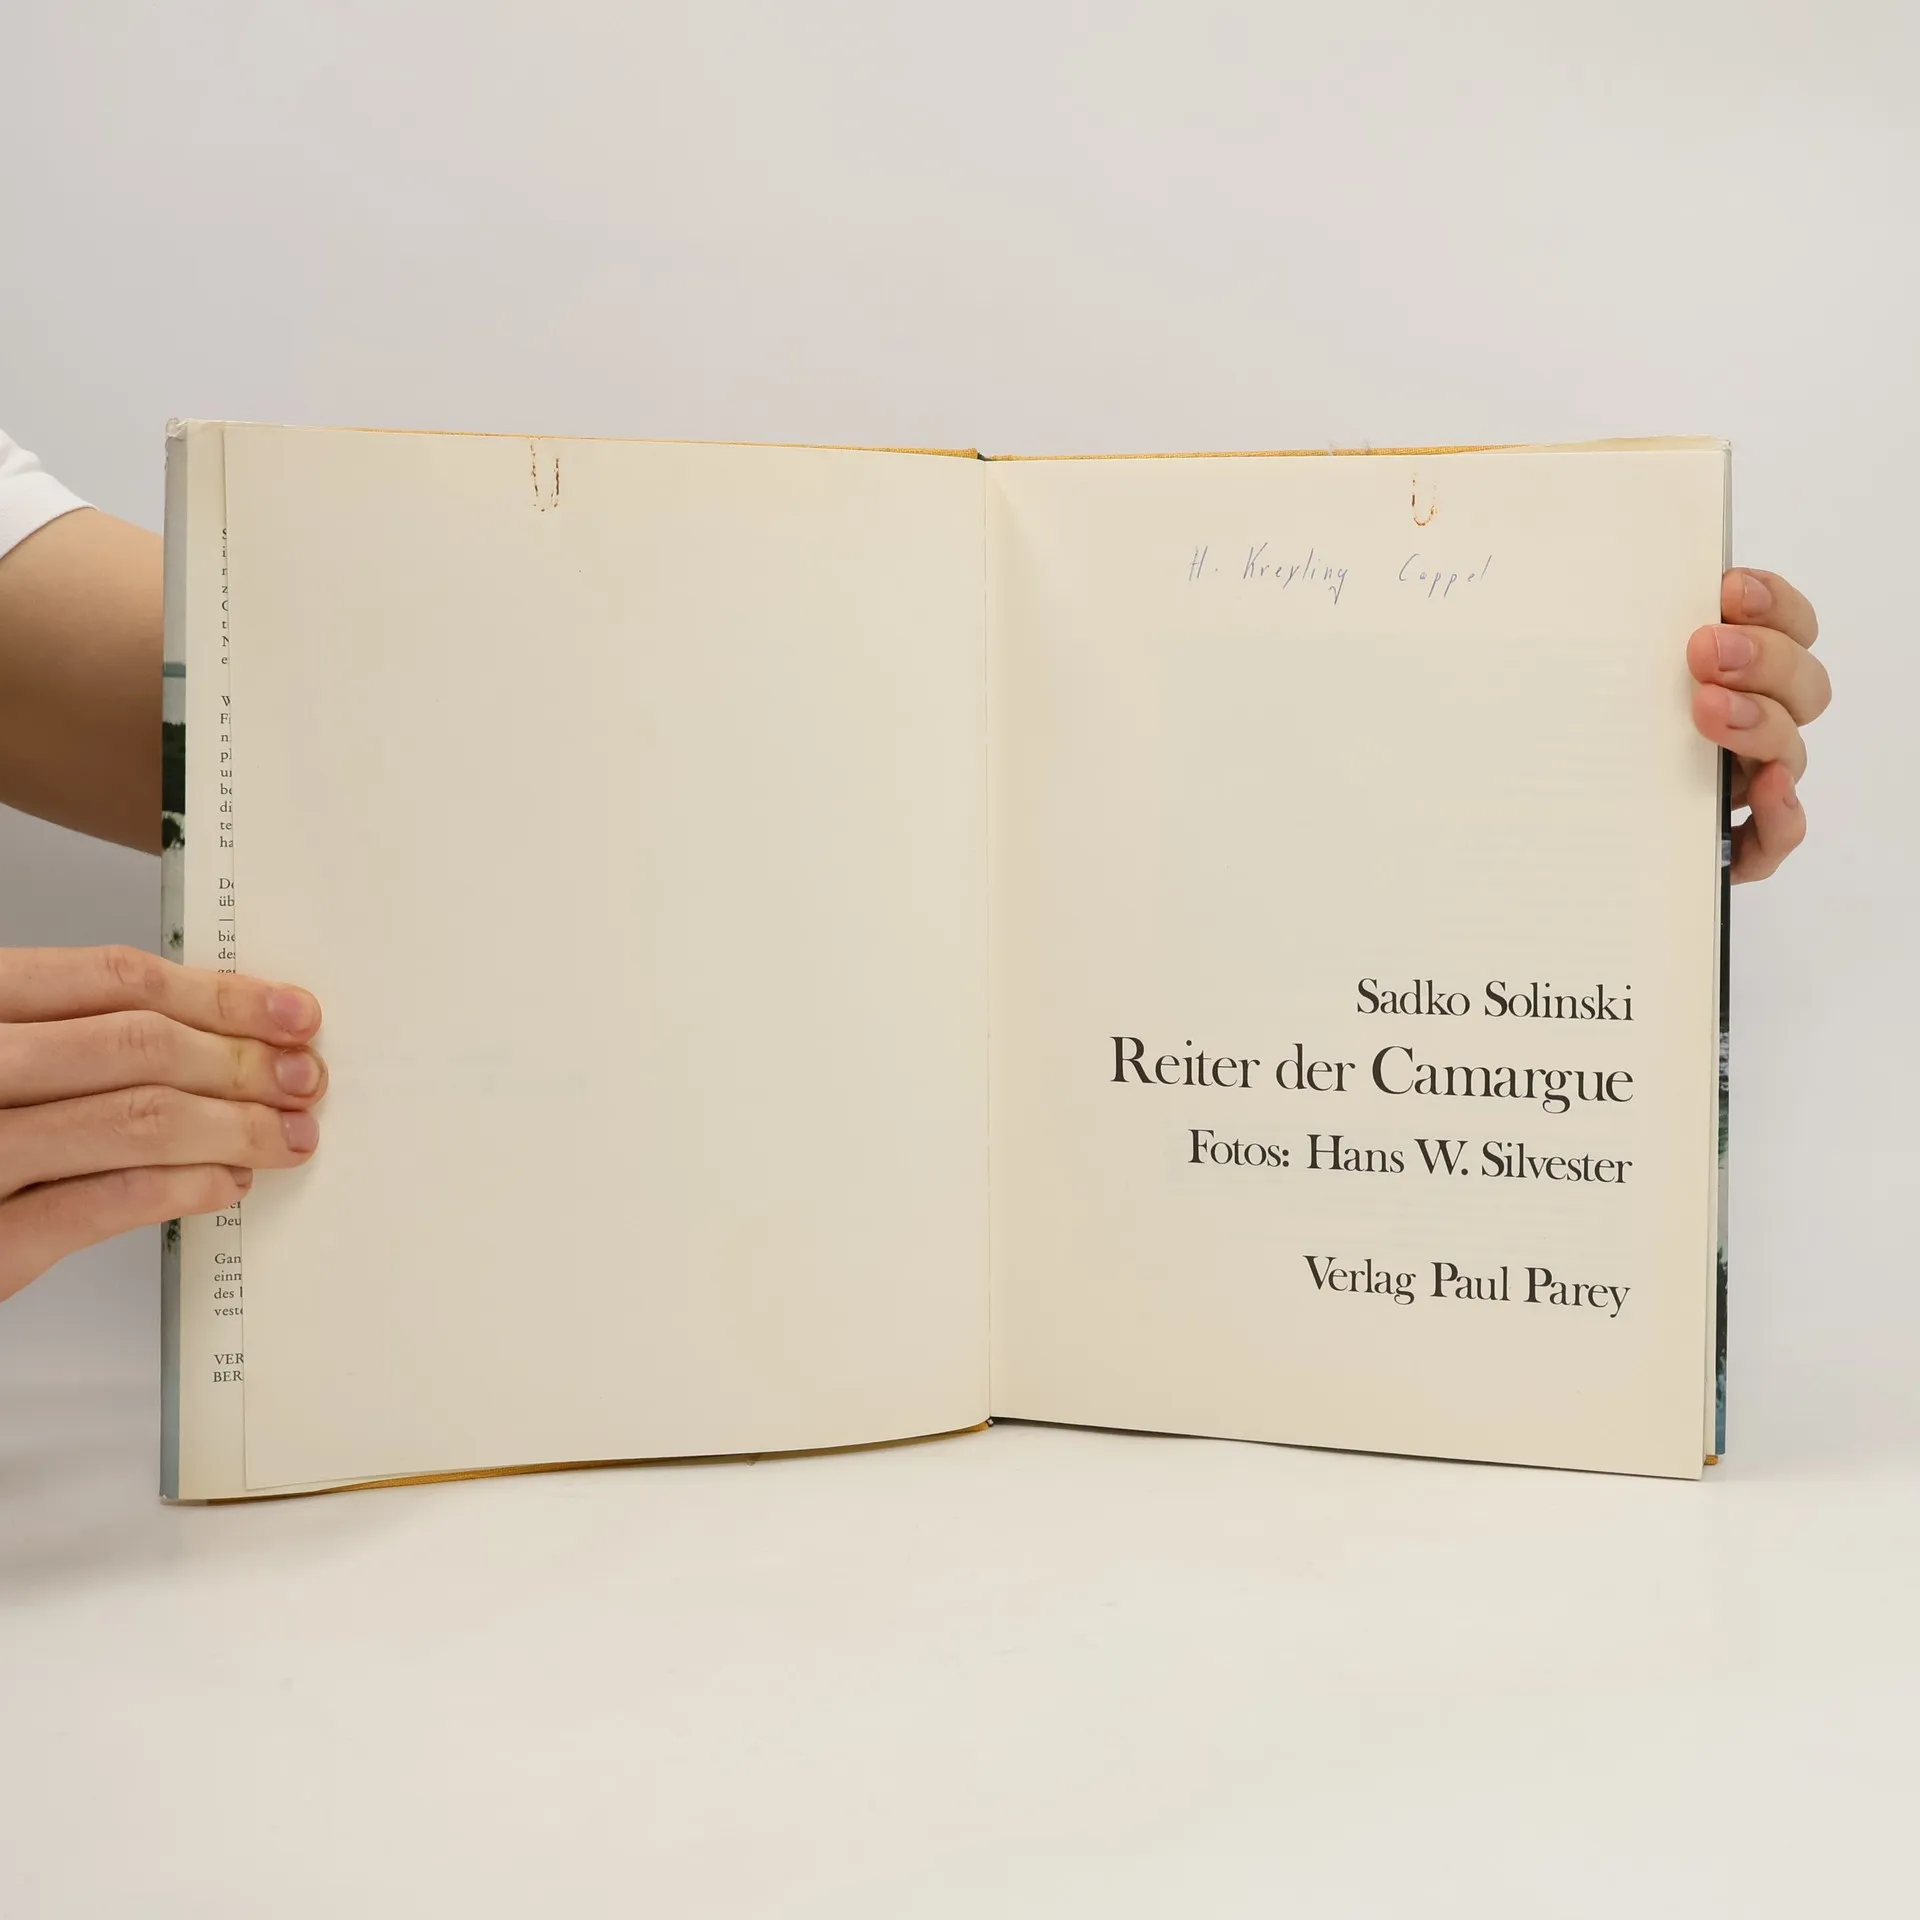 H. Kreyling Cappel
Sadko Solinski
Reiter der Camargue
Fotos: Hans W. Silvester
Verlag Paul Parey